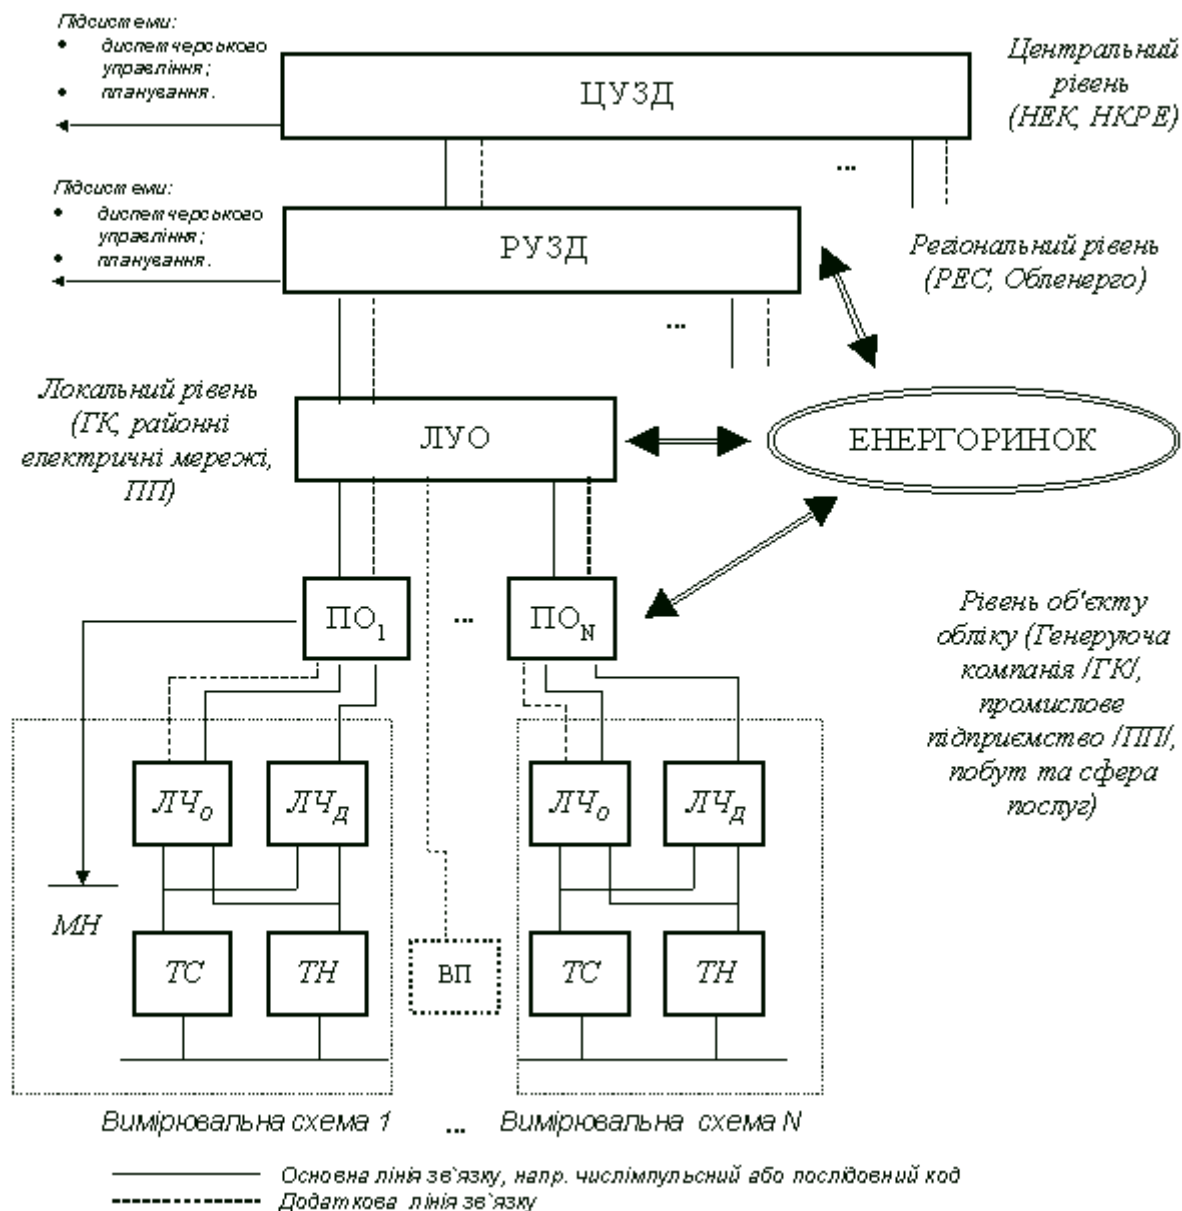 Підсистеми:
• диспетчерського
управління;
• планування.
ЦУЗД
Центральний
рівень
(НЕК, НКРЕ)
...
Підсистеми:
• диспетчерського
управління;
• планування.
РУЗД
Регіональний рівень
(РЕС, Обленерго)
...
Локальний рівень
(ГК, районні
електричні мережі,
ПП)
ЛУО
ЕНЕРГОРИНОК
ПО1
...
ПОN
Рівень об'єкту
обліку (Генеруюча
компанія /ГК/,
промислове
підприємство /ПП/,
побут та сфера
послуг)
ЛЧО
ЛЧД
ЛЧО
ЛЧД
МН
ТС
ТН
ВП
ТС
ТН
Вимірювальна схема 1 ... Вимірювальна схема N
Основна лінія зв`язку, напр. числімпульсний або послідовний код
Додаткова лінія зв`язку